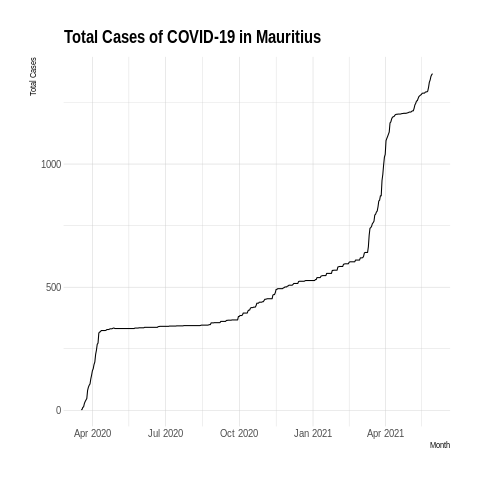 Total Cases of COVID-19 in Mauritius
Total Cases
1000
500
0
Apr 2020 Jul 2020 Oct 2020 Jan 2021 Apr 2021
Month